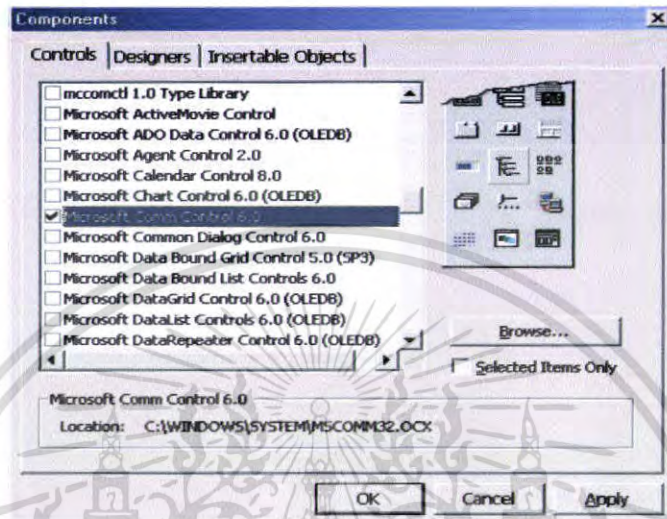 Components
Controls
Designers
Insertable Objects
mccomctl 1.0 Type Library
Microsoft ActiveMovie Control
Microsoft ADO Data Control 6.0 (OLEDB)
Microsoft Agent Control 2.0
Microsoft Calendar Control 8.0
Microsoft Chart Control 6.0 (OLEDB)
Microsoft Comm Control 6.0
Microsoft Common Dialog Control 6.0
Microsoft Data Bound Grid Control 5.0 (SP3)
Microsoft Data Bound List Controls 6.0
Microsoft DataGrid Control 6.0 (OLEDB)
Microsoft DataList Controls 6.0 (OLEDB)
Microsoft DataRepeater Control 6.0 (OLEDB)
Browse...
Selected Items Only
Microsoft Comm Control 6.0
Location: C:\WINDOWS\SYSTEM\MSCOMM32.OCX
OK
Cancel
Apply